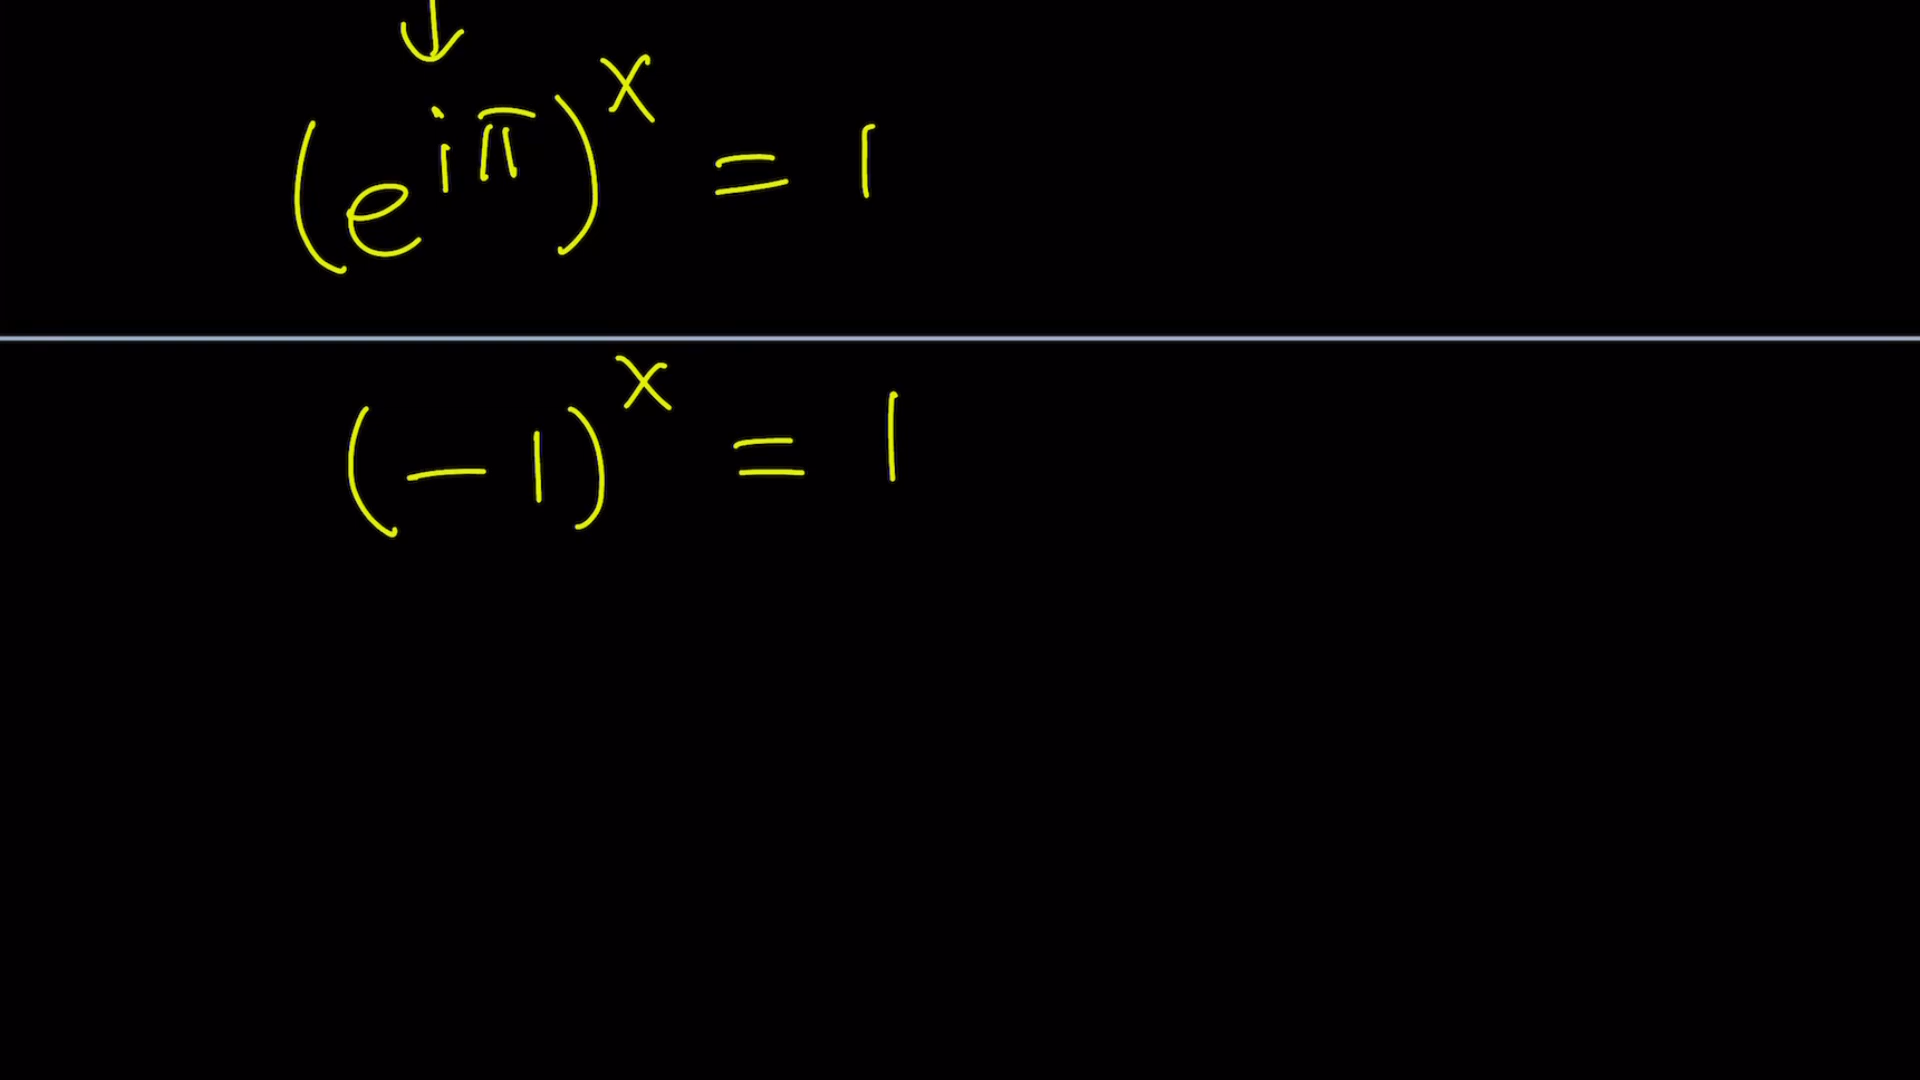 (e^{iπ})^x = 1
(-1)^x = 1